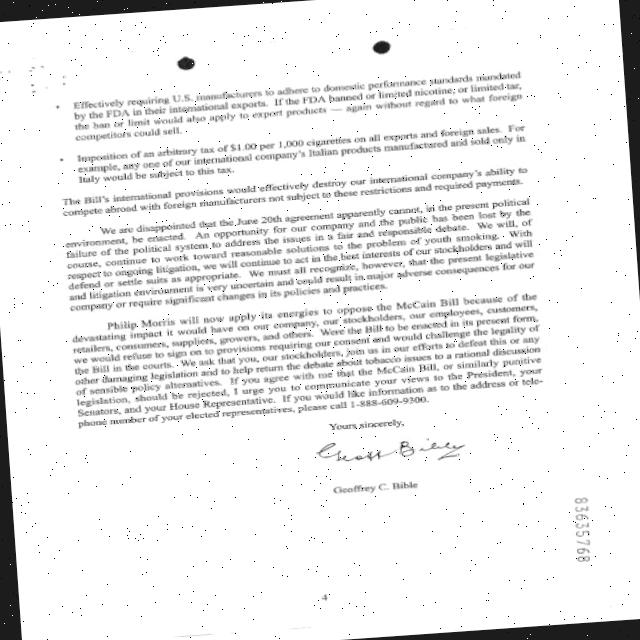 • Effectively requiring U.S. manufacturers to adhere to domestic performance standards mandated
by the FDA in their international exports. If the FDA banned or limited nicotine, or limited tar,
the ban or limit would also apply to export products — again without regard to what foreign
competitors could sell.
• Imposition of an arbitrary tax of $1.00 per 1,000 cigarettes on all exports and foreign sales. For
example, any one of our international company's Italian products manufactured and sold only in
Italy would be subject to this tax.
The Bill's international provisions would effectively destroy our international company's ability to
compete abroad with foreign manufacturers not subject to these restrictions and required payments.
We are disappointed that the June 20th agreement apparently cannot, in the present political
environment, be enacted. An opportunity for our company and the public has been lost by the
failure of the political system to address the issues in a fair and responsible debate. We will, of
course, continue to work toward reasonable solutions to the problem of youth smoking. With
respect to ongoing litigation, we will continue to act in the best interests of our stockholders and will
defend or settle suits as appropriate. We must all recognize, however, that the present legislative
and litigation environment is very uncertain and could result in major adverse consequences for our
company or require significant changes in its policies and practices.
Philip Morris will now apply its energies to oppose the McCain Bill because of the
devastating impact it would have on our company, our stockholders, our employees, customers,
retailers, consumers, suppliers, growers, and others. Were the Bill to be enacted in its present form,
we would refuse to sign on to provisions requiring our consent and would challenge the legality of
the Bill in the courts. We ask that you, our stockholders, join us in our efforts to defeat this or any
other damaging legislation and to help return the debate about tobacco issues to a rational discussion
of sensible policy alternatives. If you agree with me that the McCain Bill, or similarly punitive
legislation, should be rejected, I urge you to communicate your views to the President, your
Senators, and your House Representative. If you would like information as to the address or tele-
phone number of your elected representatives, please call 1-888-609-9300.
Yours sincerely,
Geoff Bible
Geoffrey C. Bible
83635768
4